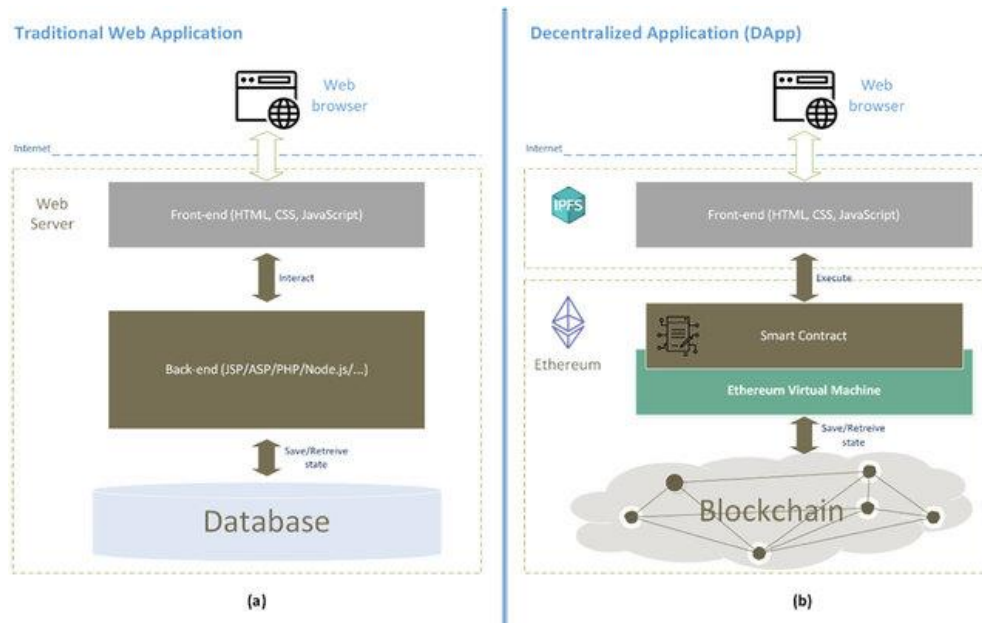 Traditional Web Application
Web
browser
Internet
Web
Server
Front-end (HTML, CSS, JavaScript)
Interact
Back-end (JSP/ASP/PHP/Node.js/...)
Save/Retreive
state
Database
(a)
Decentralized Application (DApp)
Web
browser
Internet
IPFS
Front-end (HTML, CSS, JavaScript)
Execute
Ethereum
Smart Contract
Ethereum Virtual Machine
Save/Retreive
state
Blockchain
(b)